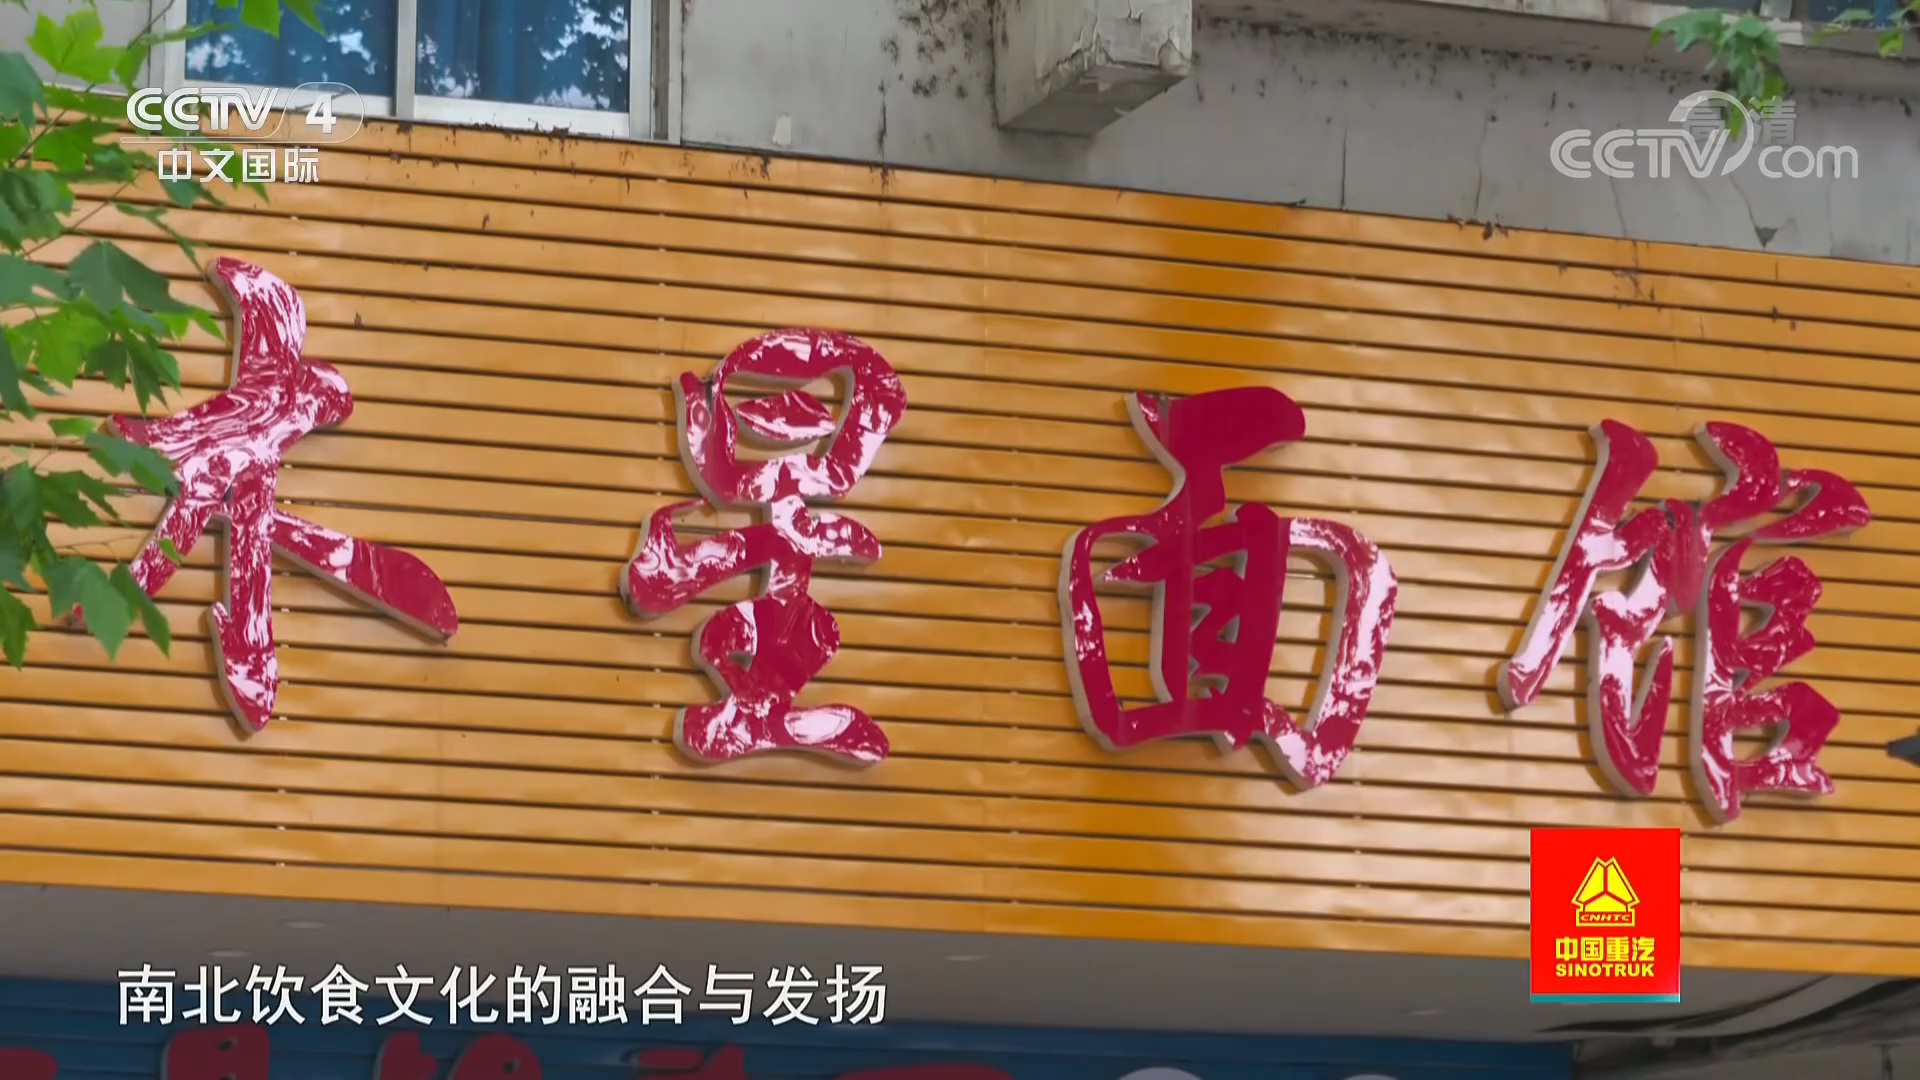 CCTV 4
中文国际
高清
CCTV com
木星面馆
CNHTC
中国重汽
SINOTRUK
南北饮食文化的融合与发扬